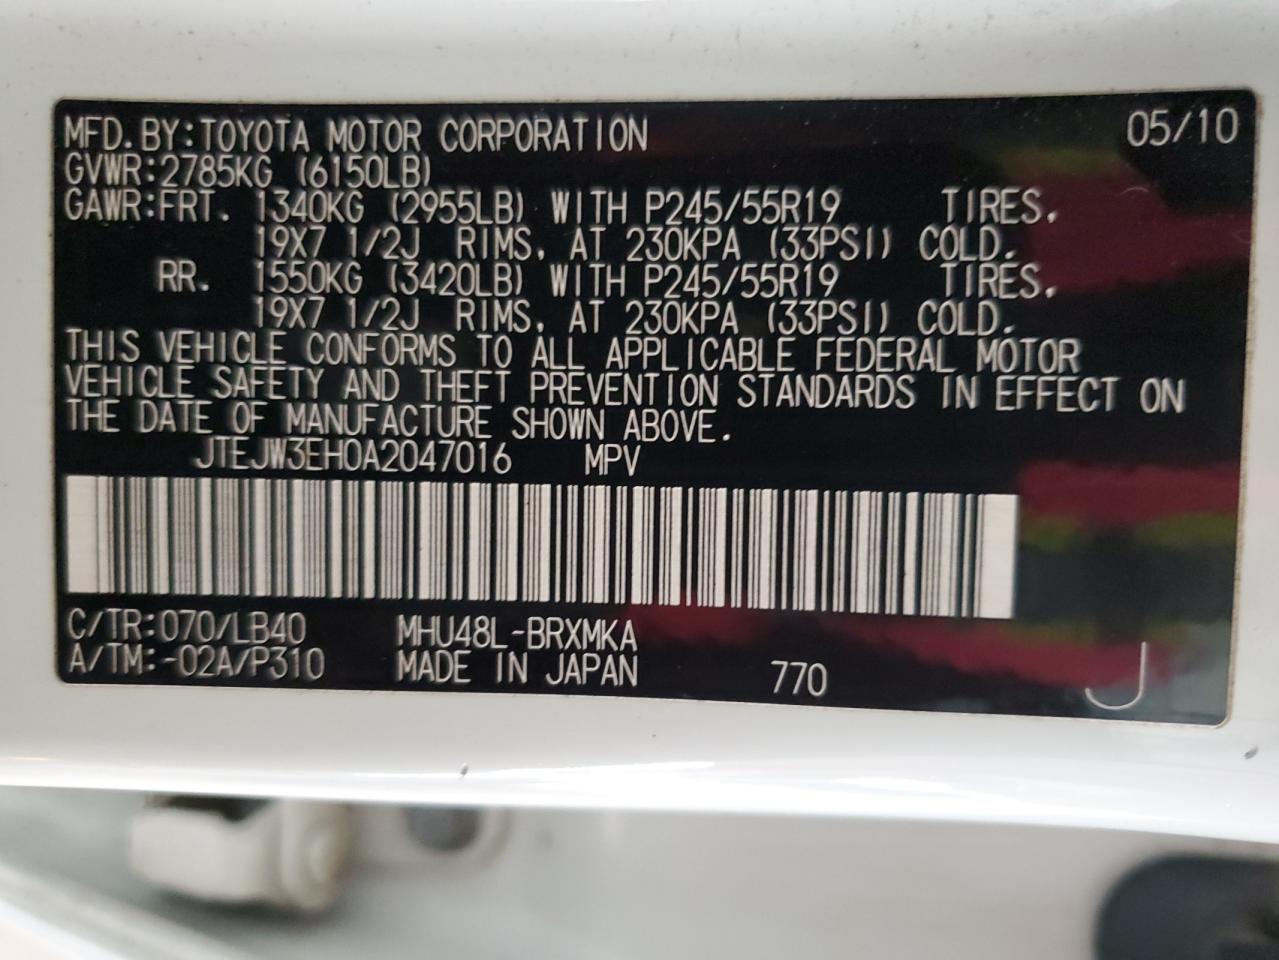 MFD. BY: TOYOTA MOTOR CORPORATION 05/10
GVWR: 2785KG (6150LB)
GAWR: FRT. 1340KG (2955LB) WITH P245/55R19 TIRES,
19X7 1/2J RIMS, AT 230KPA (33PSI) COLD.
RR. 1550KG (3420LB) WITH P245/55R19 TIRES,
19X7 1/2J RIMS, AT 230KPA (33PSI) COLD.
THIS VEHICLE CONFORMS TO ALL APPLICABLE FEDERAL MOTOR
VEHICLE SAFETY AND THEFT PREVENTION STANDARDS IN EFFECT ON
THE DATE OF MANUFACTURE SHOWN ABOVE.
JTEJW3EH0A2047016 MPV
C/TR: 070/LB40 MHU48L-BRXMKA
A/TM: -02A/P310 MADE IN JAPAN 770 J